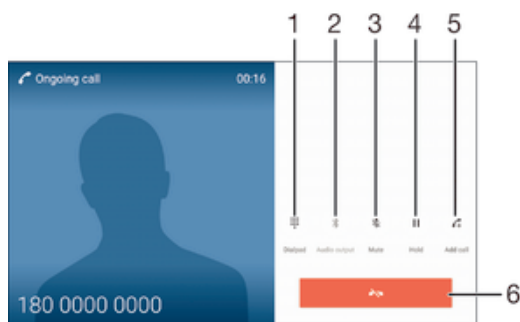 1 2 3 4 5
Ongoing call 00:16
Dialpad Audio output Mute Hold Add call
6
180 0000 0000